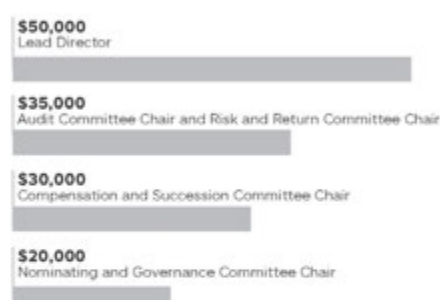 $50,000
Lead Director
$35,000
Audit Committee Chair and Risk and Return Committee Chair
$30,000
Compensation and Succession Committee Chair
$20,000
Nominating and Governance Committee Chair